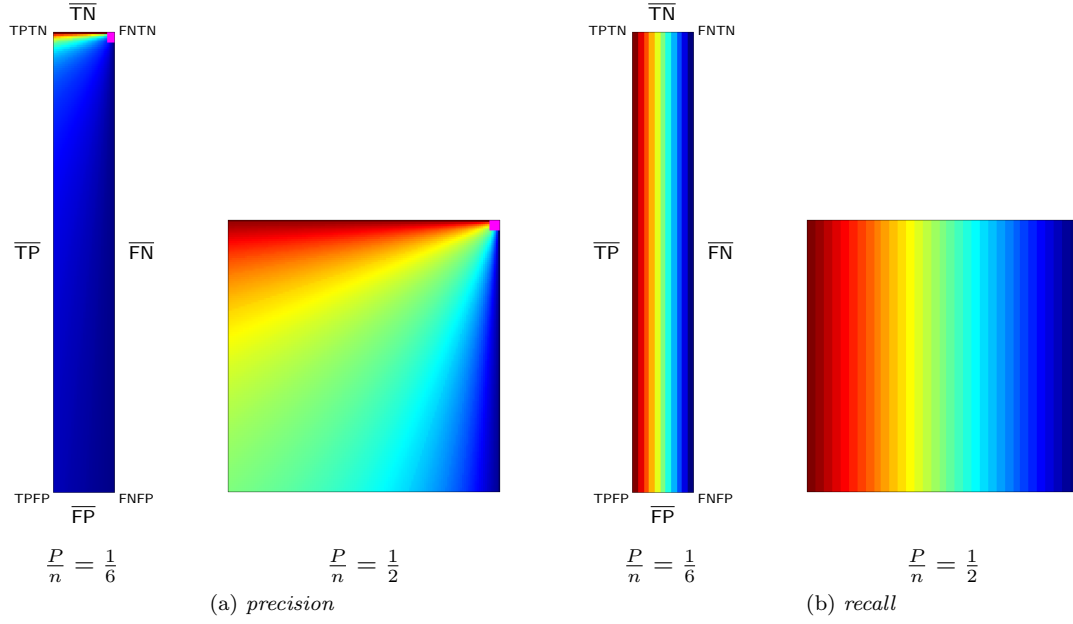 TN TN
TPTN FNTN TPTN FNTN
TP FN TP FN
TPFP FNFP TPFP FNFP
FP FP
P/n = 1/6 P/n = 1/2 P/n = 1/6 P/n = 1/2
(a) precision (b) recall